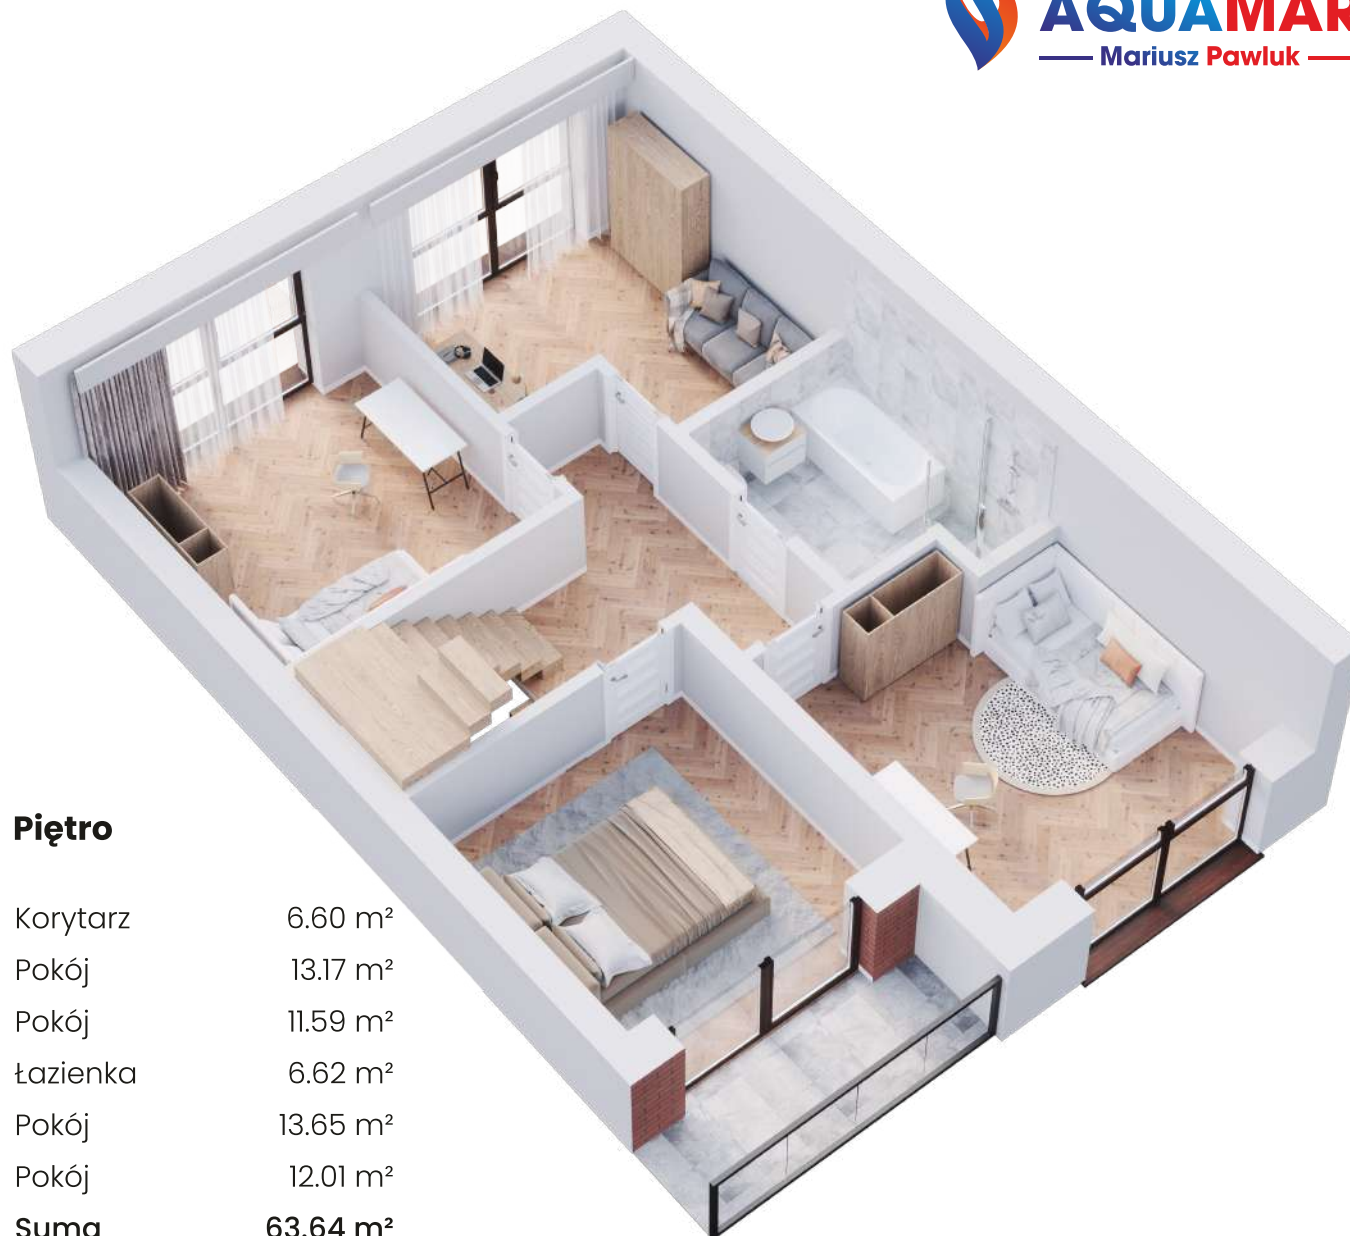 AQUAMAR
Mariusz Pawluk
Piętro
Korytarz 6.60 m²
Pokój 13.17 m²
Pokój 11.59 m²
Łazienka 6.62 m²
Pokój 13.65 m²
Pokój 12.01 m²
Suma 63.64 m²